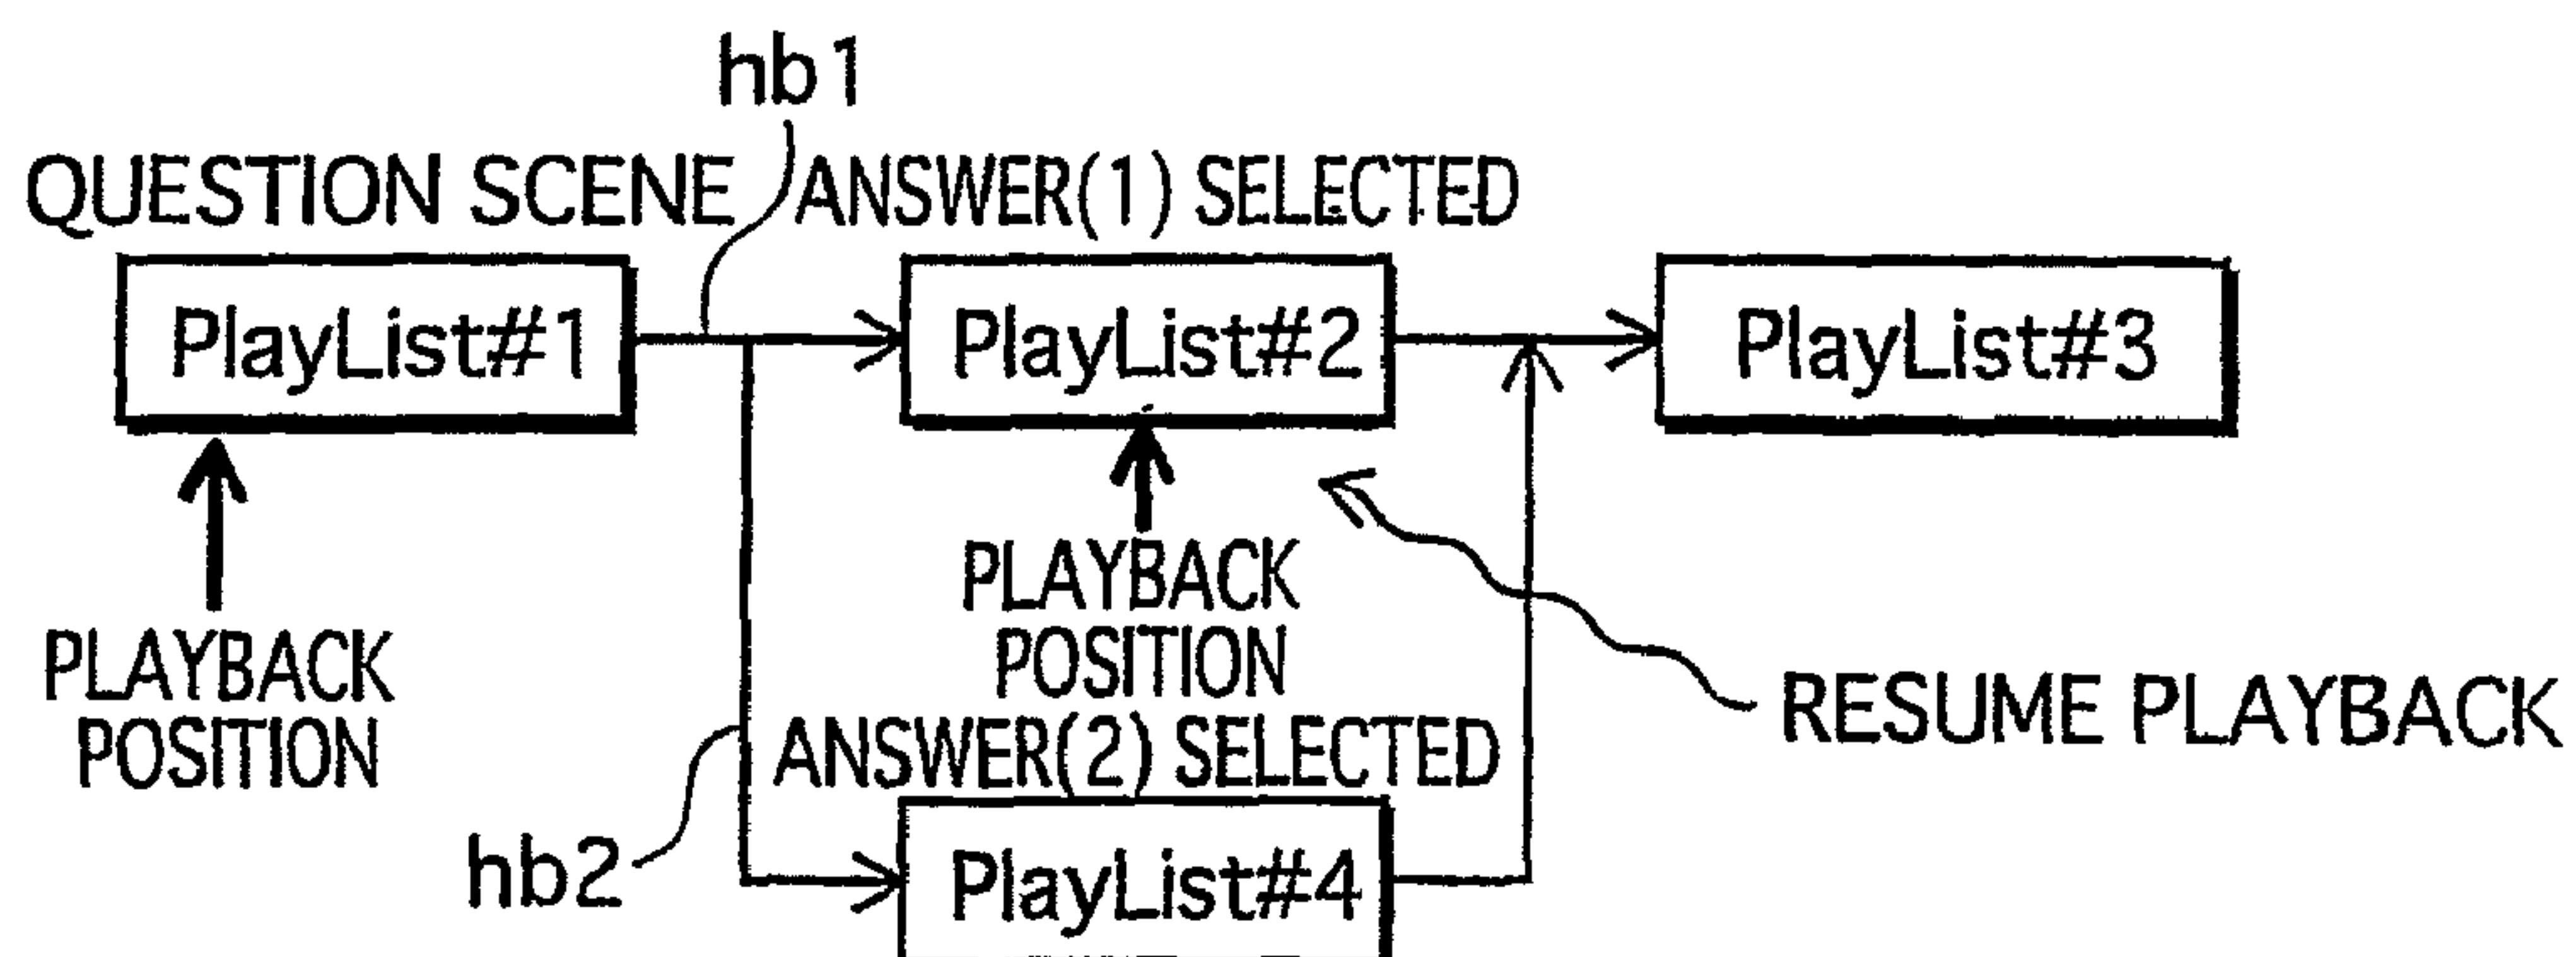 hb1
QUESTION SCENE
ANSWER(1) SELECTED
PlayList#1
PlayList#2
PlayList#3
PLAYBACK
POSITION
PLAYBACK
POSITION
RESUME PLAYBACK
ANSWER(2) SELECTED
hb2
PlayList#4